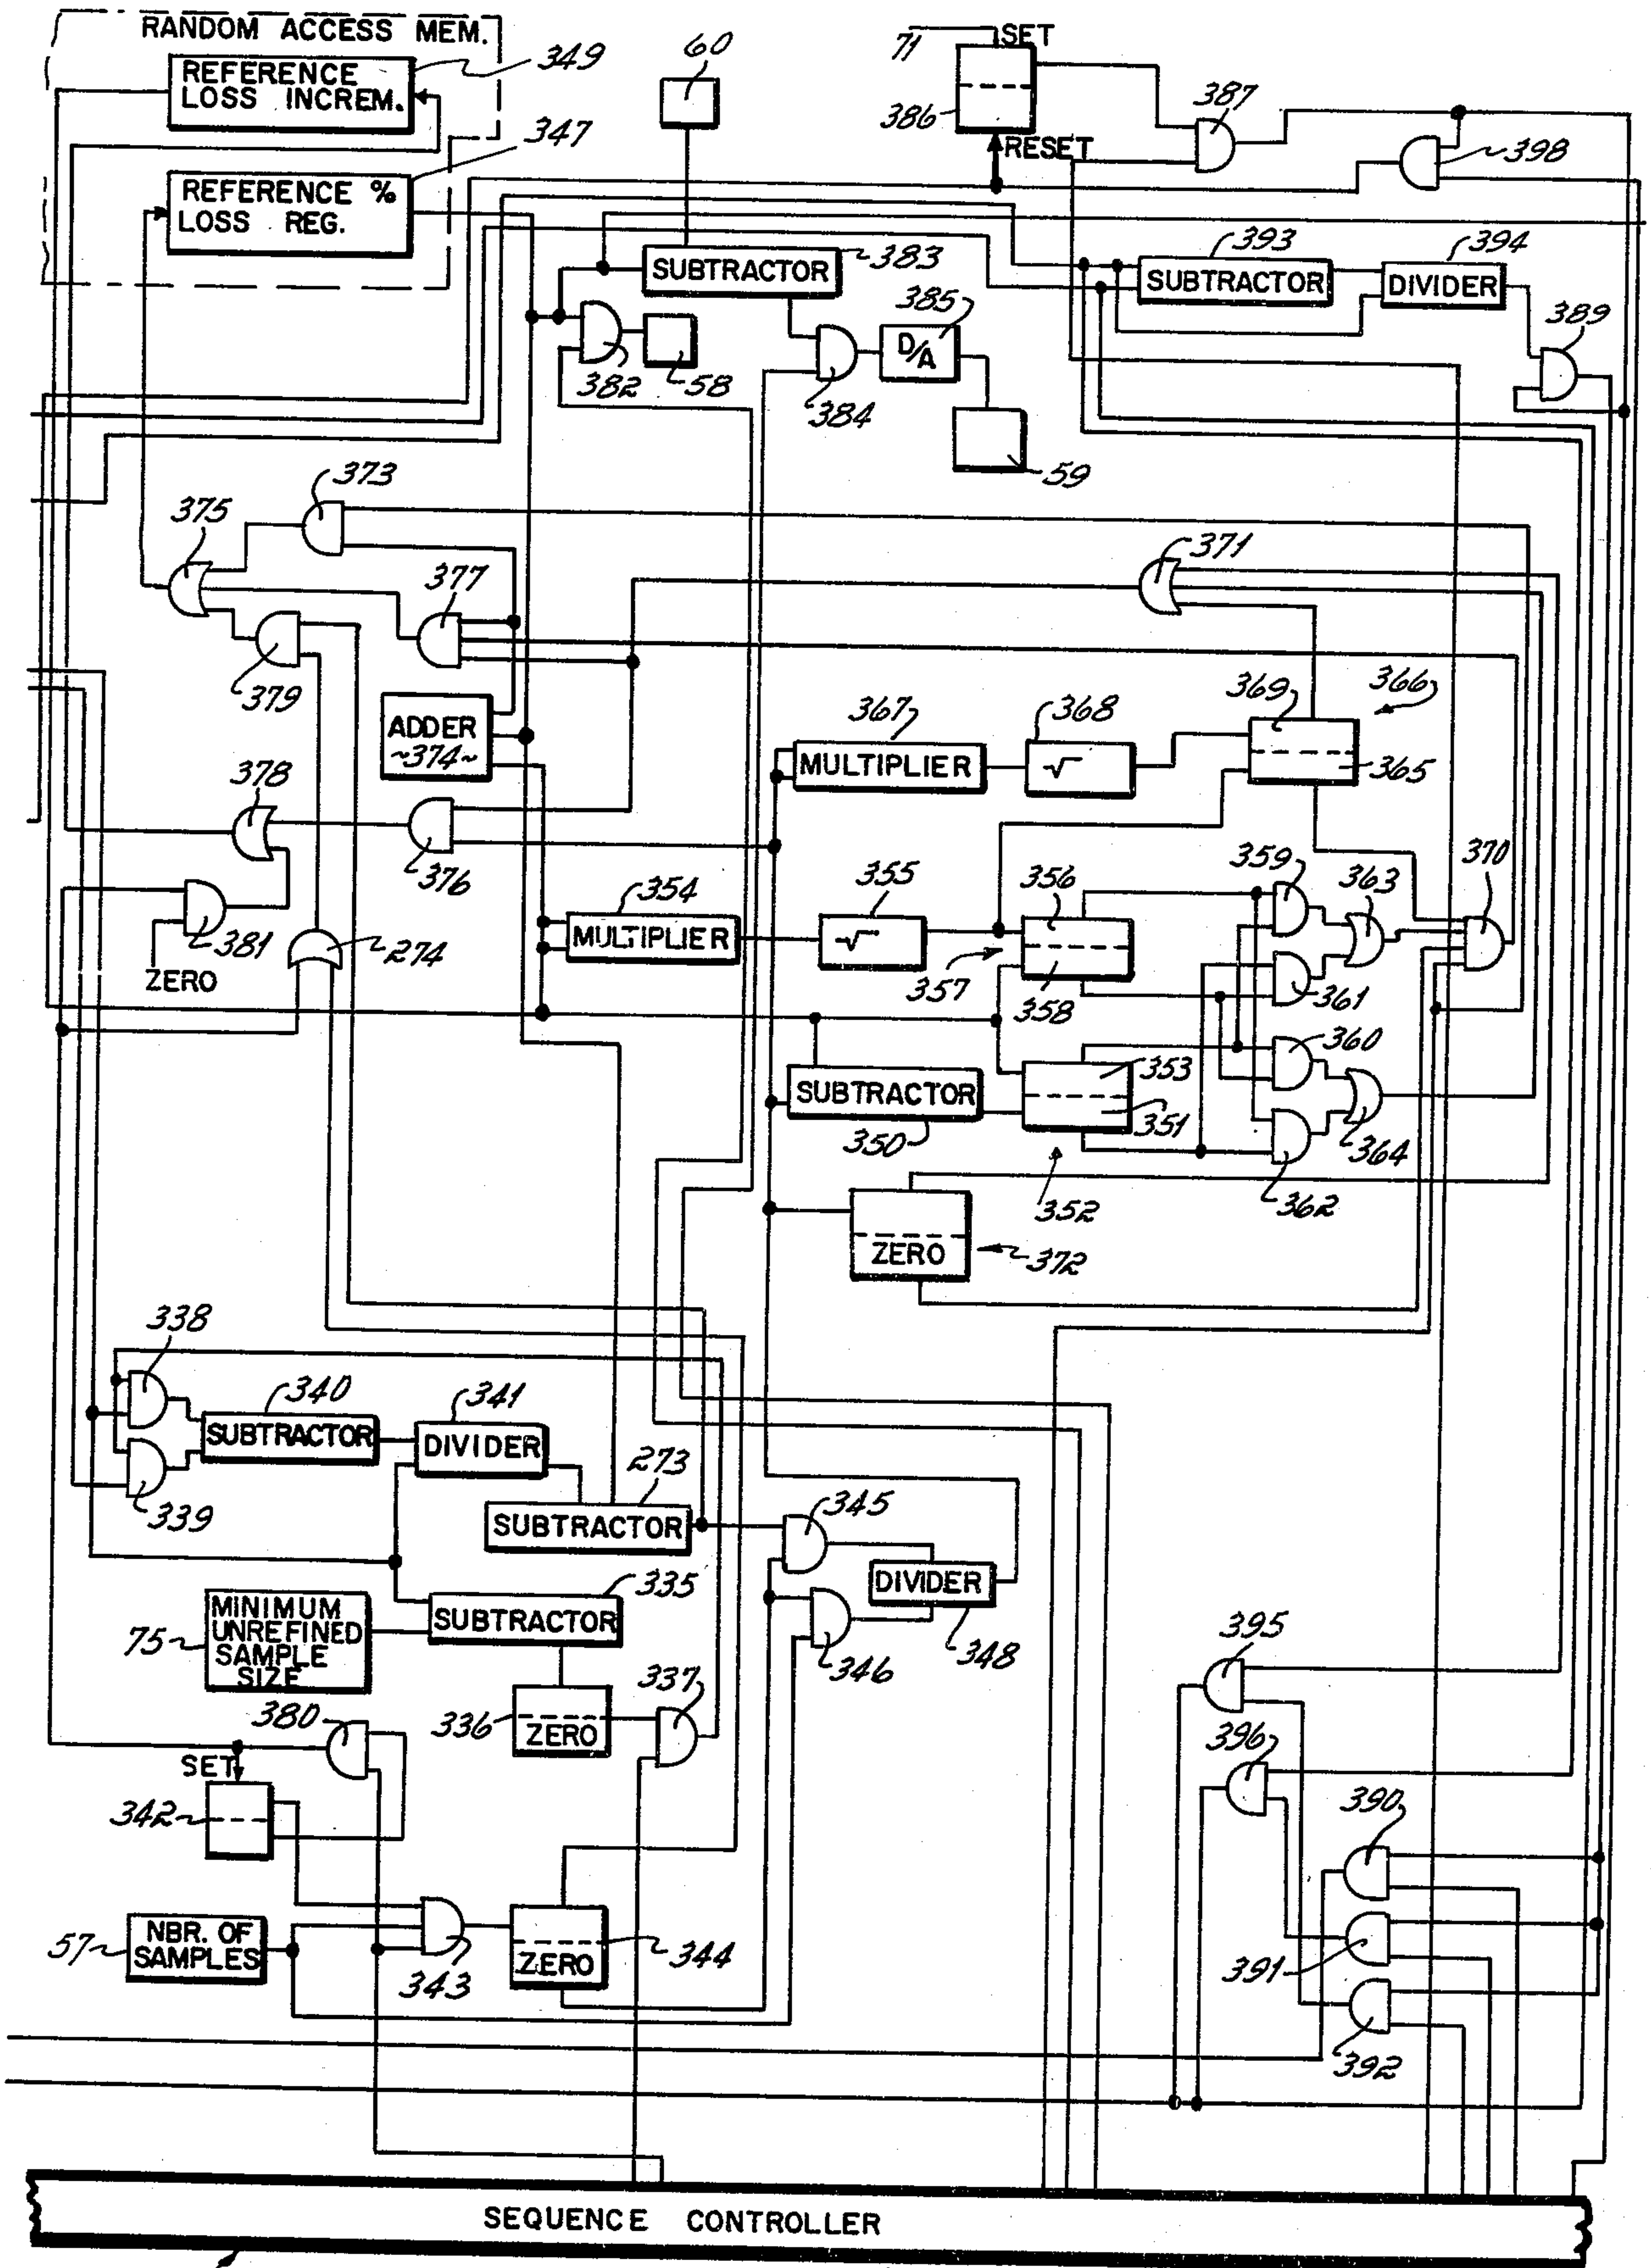 RANDOM ACCESS MEM.
REFERENCE
LOSS INCREM.
349
347
REFERENCE %
LOSS REG.
60
71
SET
386
RESET
387
398
SUBTRACTOR
383
393
SUBTRACTOR
394
DIVIDER
385
D/A
389
382
58
384
59
373
375
377
379
371
ADDER
~374~
367
MULTIPLIER
368
√
369
366
365
378
376
381
ZERO
274
354
MULTIPLIER
355
√
356
357
358
359
363
370
361
360
353
351
SUBTRACTOR
350
364
362
352
ZERO
372
338
340
SUBTRACTOR
341
DIVIDER
339
273
SUBTRACTOR
345
335
SUBTRACTOR
DIVIDER
348
346
75
MINIMUM
UNREFINED
SAMPLE
SIZE
337
336
ZERO
380
SET
342
395
396
390
57
NBR. OF
SAMPLES
343
344
ZERO
391
392
SEQUENCE CONTROLLER